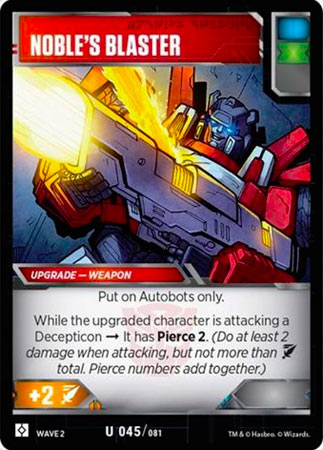 NOBLE'S BLASTER
UPGRADE — WEAPON
Put on Autobots only.
While the upgraded character is attacking a
Decepticon → It has Pierce 2. (Do at least 2
damage when attacking, but not more than
total. Pierce numbers add together.)
+2
WAVE 2 U 045/081 TM & © Hasbro. © Wizards.